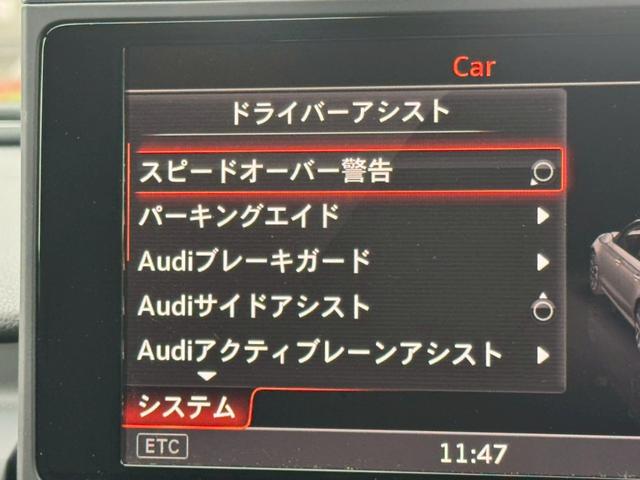 Car
ドライバーアシスト
スピードオーバー警告
パーキングエイド
Audiブレーキガード
Audiサイドアシスト
Audiアクティブレーンアシスト
システム
ETC
11:47